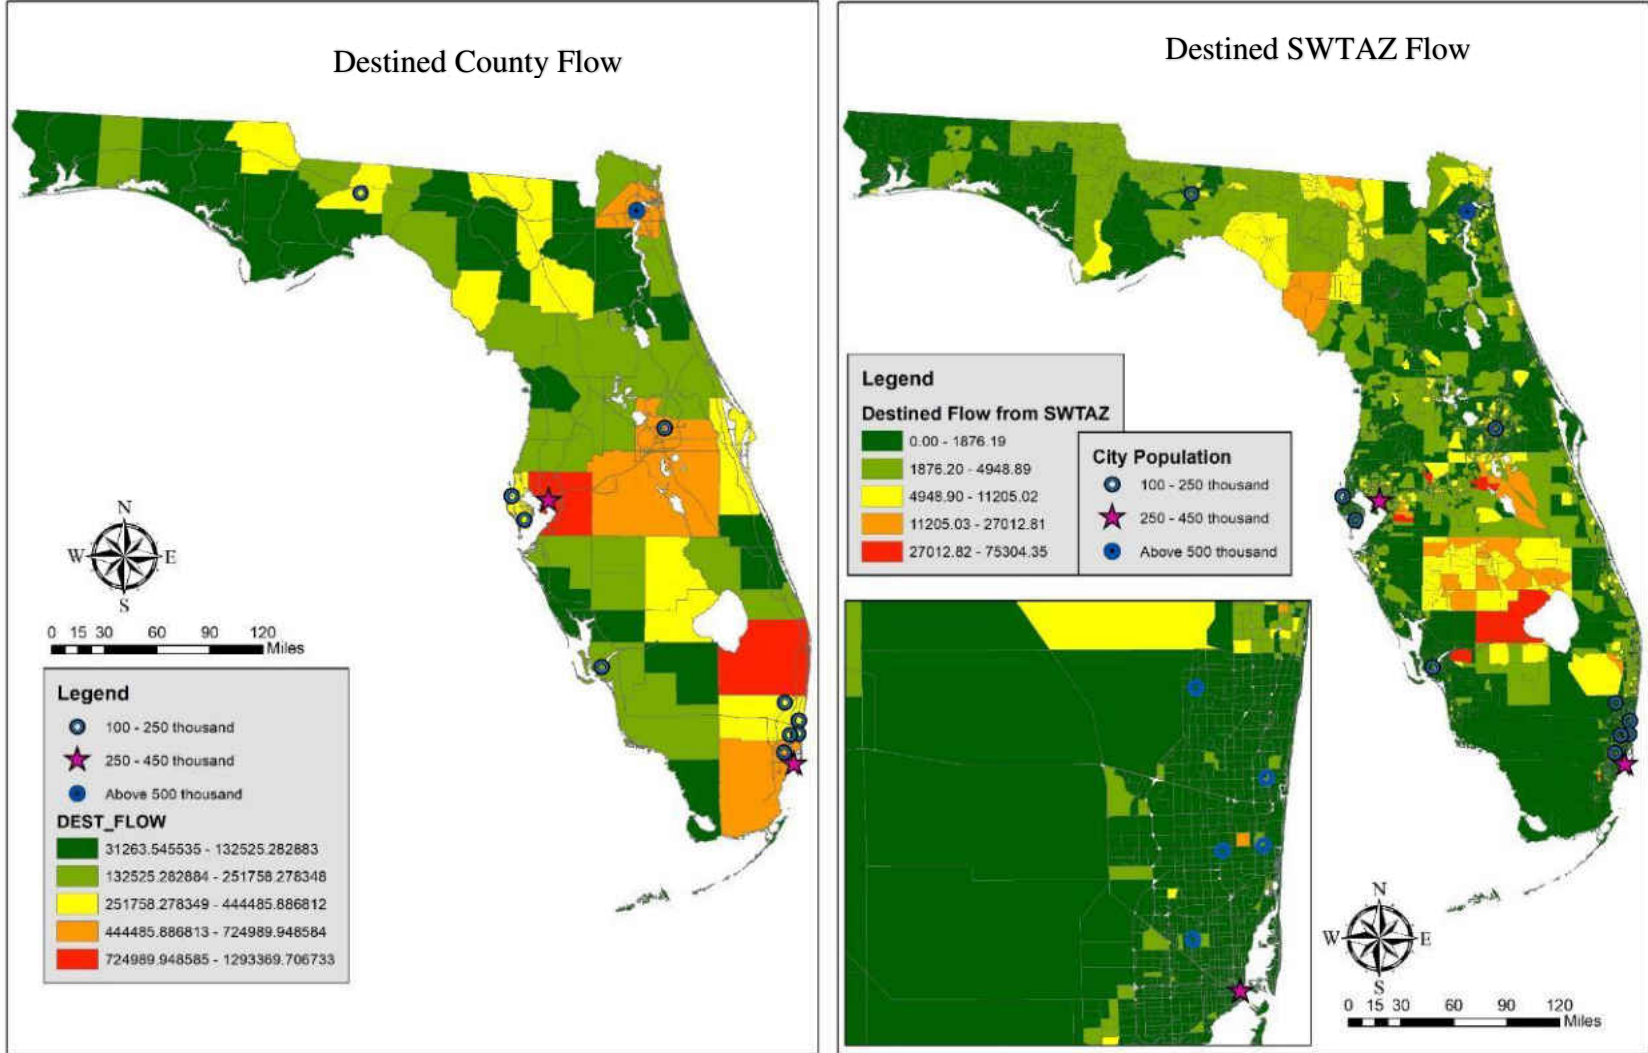 Destined County Flow
N
W E
S
0 15 30 60 90 120
Miles
Legend
100 - 250 thousand
250 - 450 thousand
Above 500 thousand
DEST_FLOW
31263.545535 - 132525.282883
132525.282884 - 251758.278348
251758.278349 - 444485.886812
444485.886813 - 724989.948584
724989.948585 - 1293369.706733
Destined SWTAZ Flow
Legend
Destined Flow from SWTAZ
0.00 - 1876.19
1876.20 - 4948.89
4948.90 - 11205.02
11205.03 - 27012.81
27012.82 - 75304.35
City Population
100 - 250 thousand
250 - 450 thousand
Above 500 thousand
N
W E
S
0 15 30 60 90 120
Miles